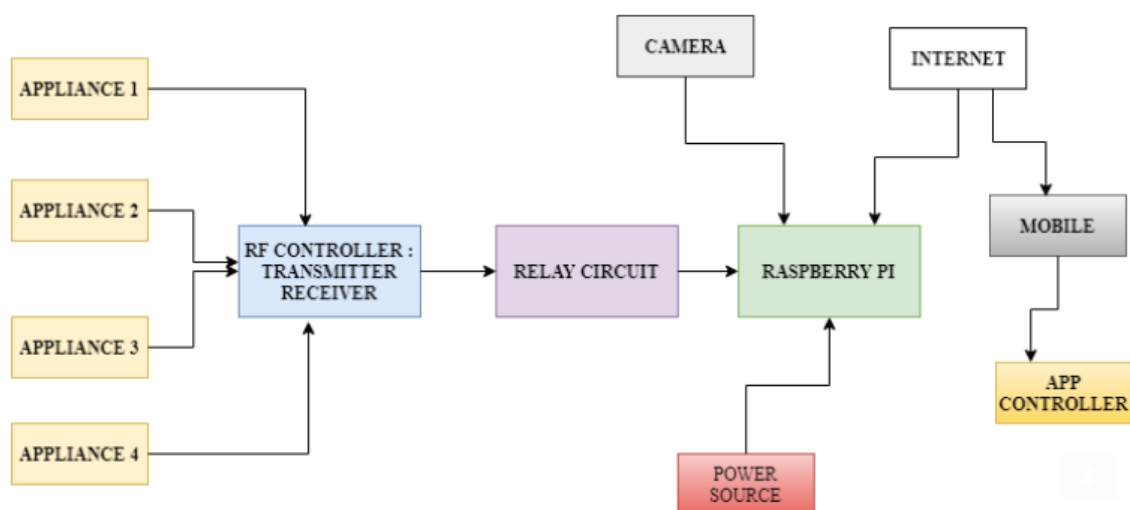 CAMERA
INTERNET
APPLIANCE 1
APPLIANCE 2
RF CONTROLLER :
TRANSMITTER
RECEIVER
RELAY CIRCUIT
RASPBERRY PI
MOBILE
APPLIANCE 3
APP
CONTROLLER
APPLIANCE 4
POWER
SOURCE